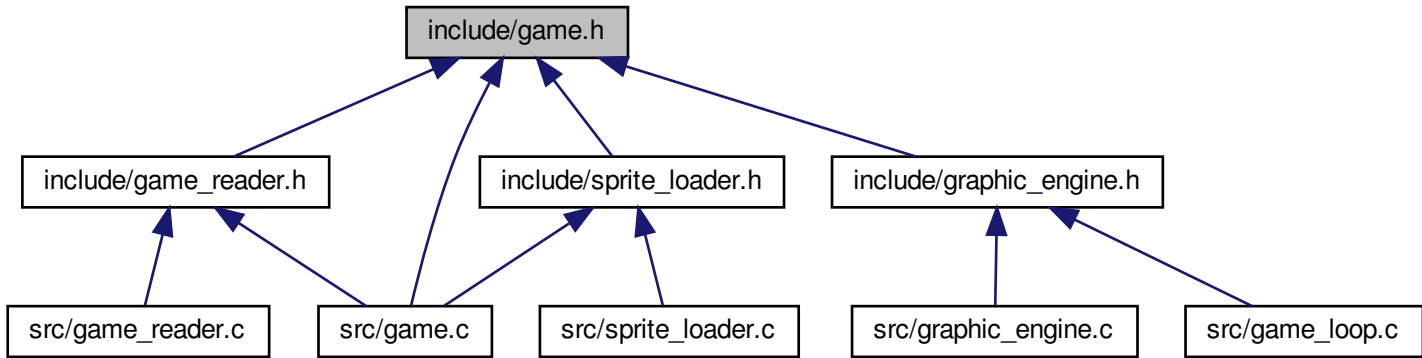 include/game.h
include/game_reader.h
include/sprite_loader.h
include/graphic_engine.h
src/game_reader.c
src/game.c
src/sprite_loader.c
src/graphic_engine.c
src/game_loop.c